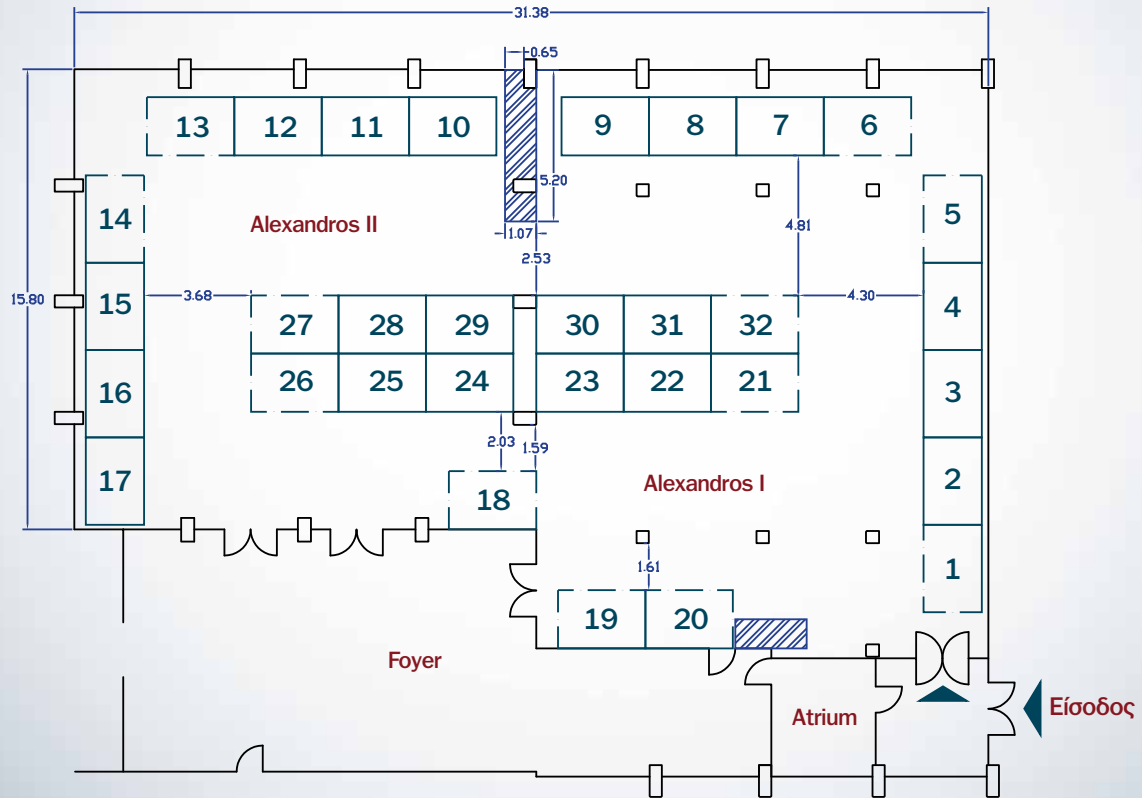 31.38
0.65
13 12 11 10 9 8 7 6
5.20
14 5
Alexandros II 4.81
1.07
2.53
15.80 15 3.68 4.30 4
27 28 29 30 31 32
16 26 25 24 23 22 21 3
2.03 1.59
17 18 Alexandros I 2
1.61 1
19 20
Foyer
Atrium Είσοδος